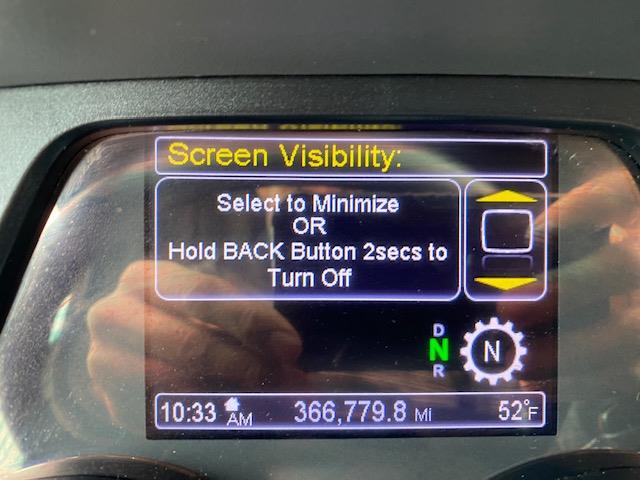 Screen Visibility:
Select to Minimize
OR
Hold BACK Button 2secs to
Turn Off
D
N
R
N
10:33 AM 366,779.8 MI 52°F